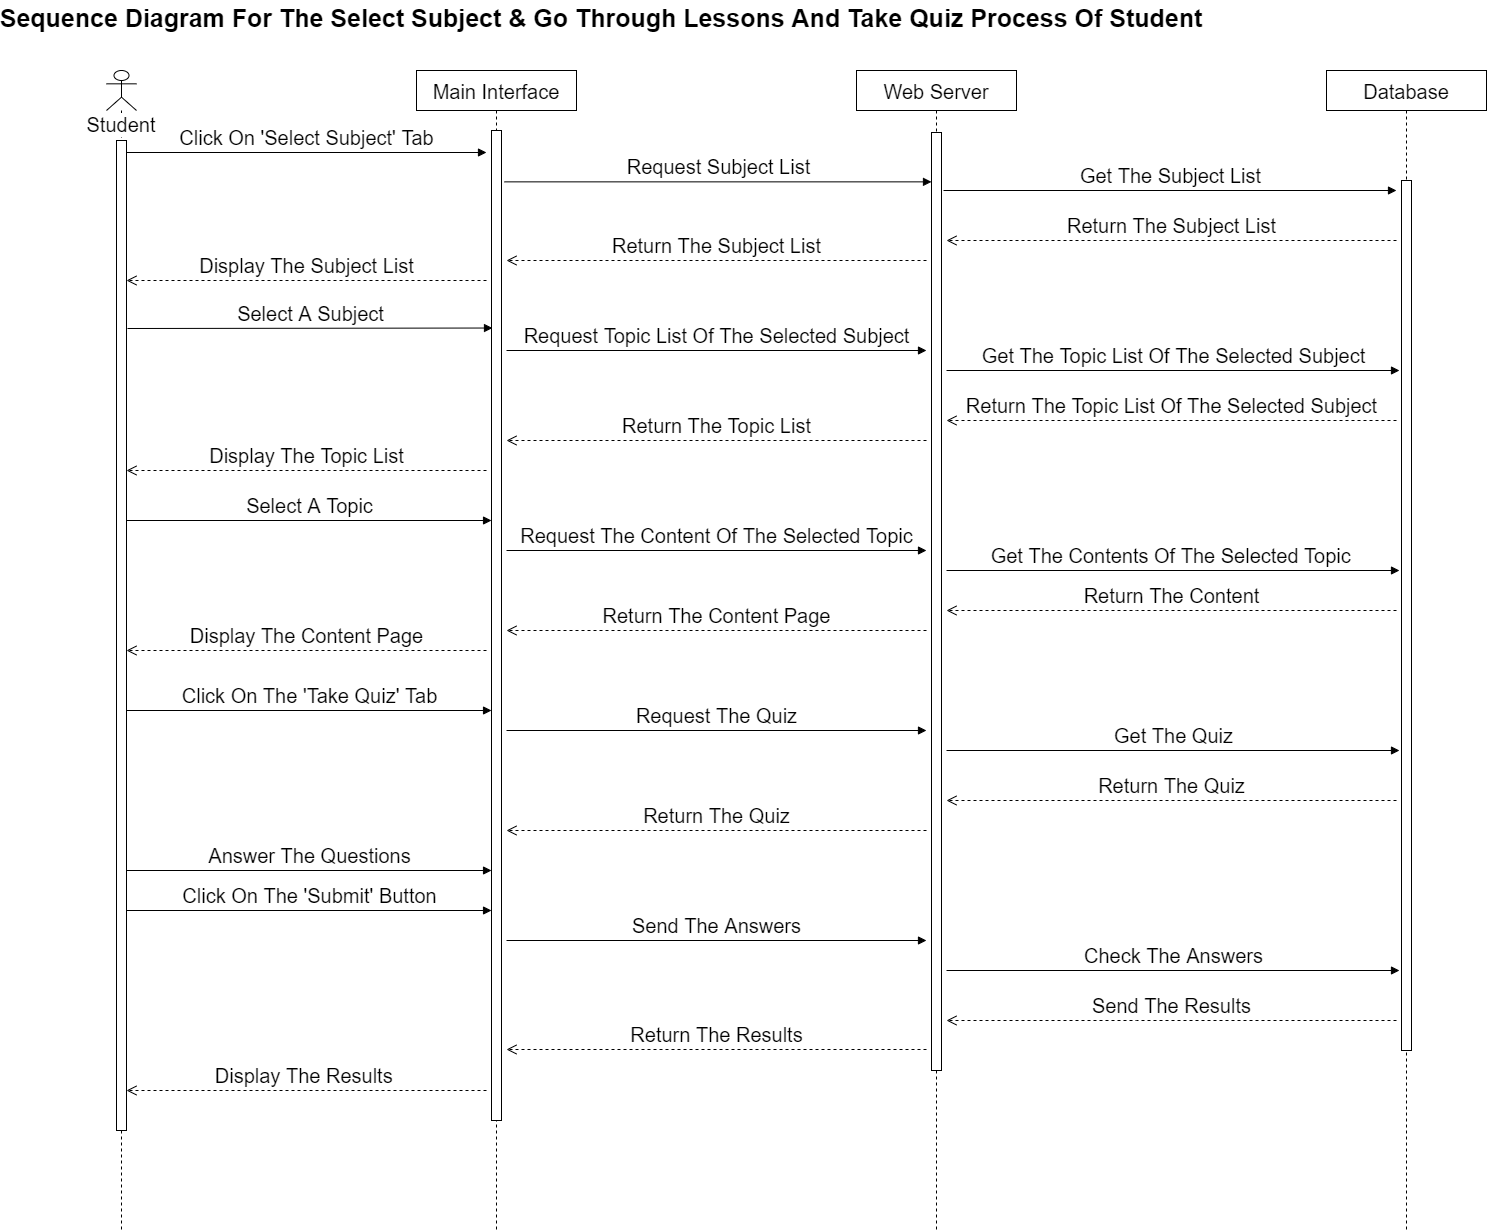 Sequence Diagram For The Select Subject & Go Through Lessons And Take Quiz Process Of Student
Student
Main Interface
Web Server
Database
Click On 'Select Subject' Tab
Request Subject List
Get The Subject List
Return The Subject List
Return The Subject List
Display The Subject List
Select A Subject
Request Topic List Of The Selected Subject
Get The Topic List Of The Selected Subject
Return The Topic List Of The Selected Subject
Return The Topic List
Display The Topic List
Select A Topic
Request The Content Of The Selected Topic
Get The Contents Of The Selected Topic
Return The Content
Return The Content Page
Display The Content Page
Click On The 'Take Quiz' Tab
Request The Quiz
Get The Quiz
Return The Quiz
Return The Quiz
Answer The Questions
Click On The 'Submit' Button
Send The Answers
Check The Answers
Send The Results
Return The Results
Display The Results